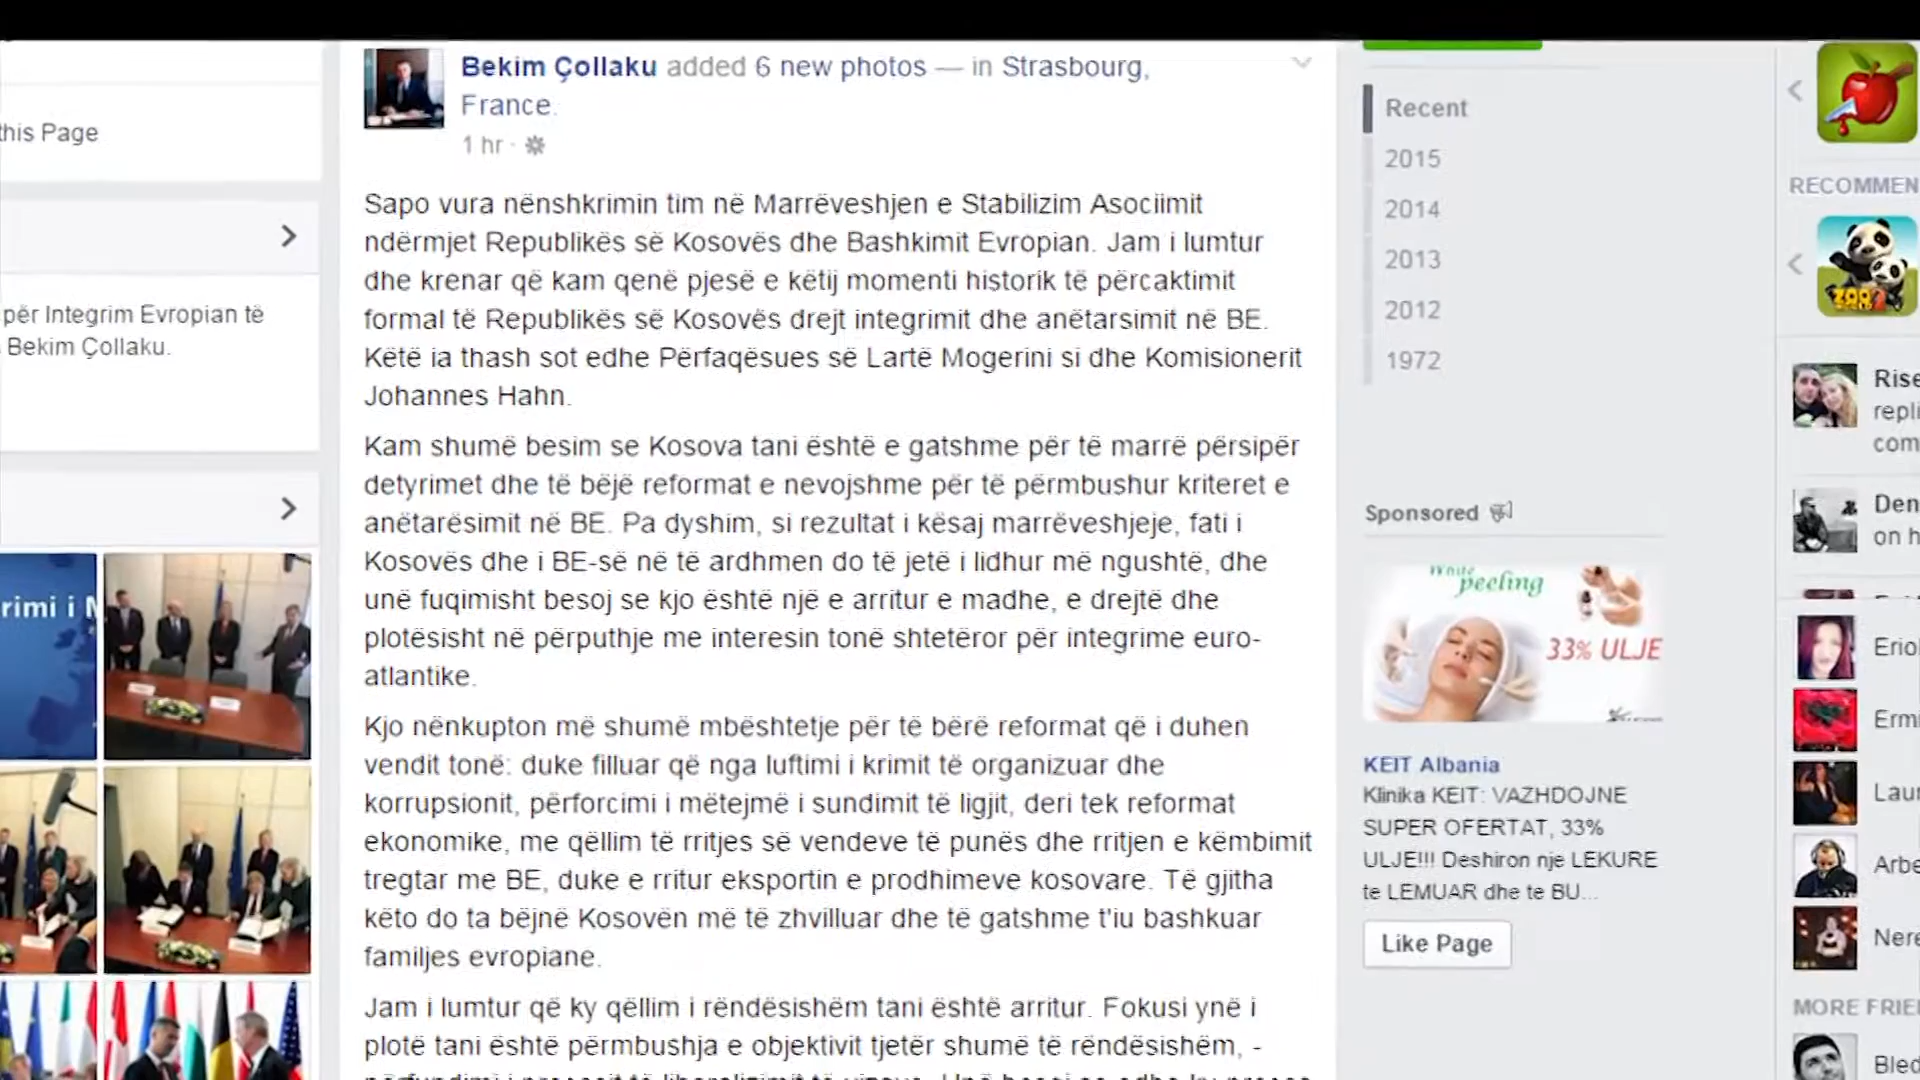 this Page
për Integrim Evropian të
Bekim Çollaku.
rimi i
Bekim Çollaku added 6 new photos — in Strasbourg,
France.
1 hr ·
Sapo vura nënshkrimin tim në Marrëveshjen e Stabilizim Asociimit
ndërmjet Republikës së Kosovës dhe Bashkimit Evropian. Jam i lumtur
dhe krenar që kam qenë pjesë e këtij momenti historik të përcaktimit
formal të Republikës së Kosovës drejt integrimit dhe anëtarsimit në BE.
Këtë ia thash sot edhe Përfaqësues së Lartë Mogerini si dhe Komisionerit
Johannes Hahn.
Kam shumë besim se Kosova tani është e gatshme për të marrë përsipër
detyrimet dhe të bëjë reformat e nevojshme për të përmbushur kriteret e
anëtarësimit në BE. Pa dyshim, si rezultat i kësaj marrëveshjeje, fati i
Kosovës dhe i BE-së në të ardhmen do të jetë i lidhur më ngushtë, dhe
unë fuqimisht besoj se kjo është një e arritur e madhe, e drejtë dhe
plotësisht në përputhje me interesin tonë shtetëror për integrime euro-
atlantike.
Kjo nënkupton më shumë mbështetje për të bërë reformat që i duhen
vendit tonë: duke filluar që nga luftimi i krimit të organizuar dhe
korrupsionit, përforcimi i mëtejmë i sundimit të ligjit, deri tek reformat
ekonomike, me qëllim të rritjes së vendeve të punës dhe rritjen e këmbimit
tregtar me BE, duke e rritur eksportin e prodhimeve kosovare. Të gjitha
këto do ta bëjnë Kosovën më të zhvilluar dhe të gatshme t'iu bashkuar
familjes evropiane.
Jam i lumtur që ky qëllim i rëndësishëm tani është arritur. Fokusi ynë i
plotë tani është përmbushja e objektivit tjetër shumë të rëndësishëm, -
Recent
2015
2014
2013
2012
1972
Sponsored
White
peeling
33% ULJE
KEIT Albania
Klinika KEIT: VAZHDOJNE
SUPER OFERTAT, 33%
ULJE!!! Deshiron nje LEKURE
te LEMUAR dhe te BU...
Like Page
RECOMMEN
ZOO
Rise
repli
com
Den
on h
Ermi
Laur
Arbe
Nere
MORE FRIE
Bled